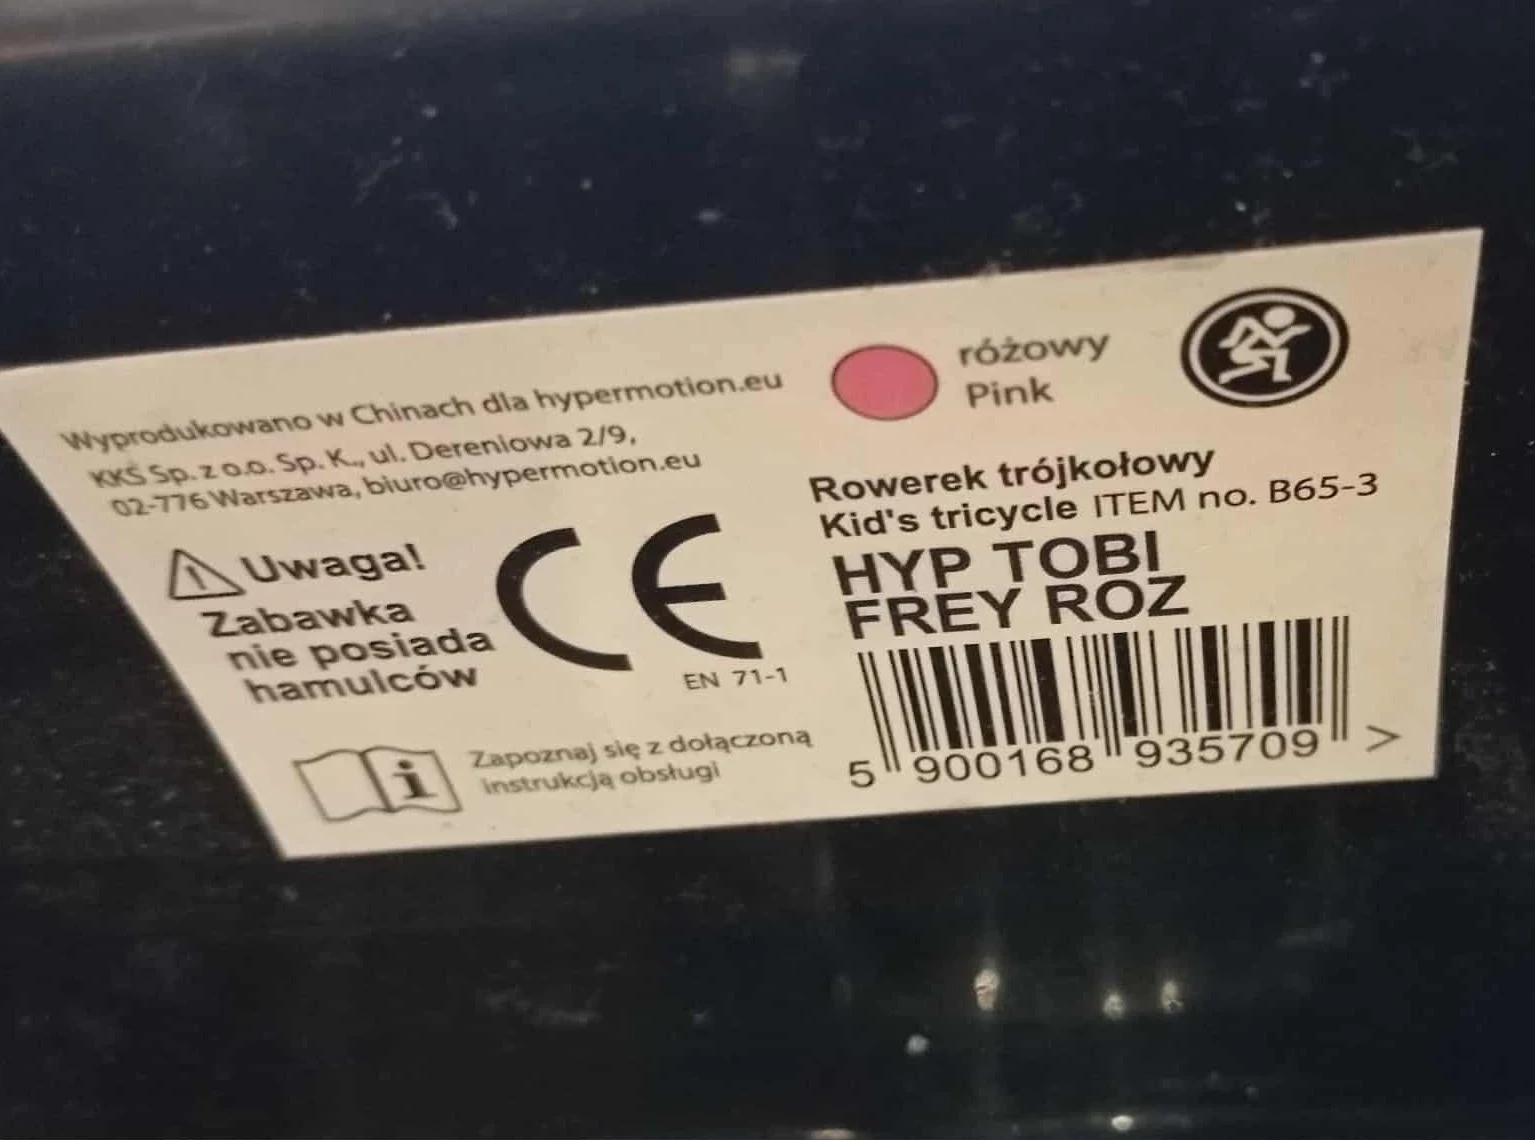 Wyprodukowano w Chinach dla hypermotion.eu
KKS Sp. z o.o. Sp. K., ul. Dereniowa 2/9,
02-776 Warszawa, biuro@hypermotion.eu
Uwaga!
Zabawka
nie posiada
hamulców
CE
EN 71-1
Zapoznaj się z dołączoną
instrukcją obsługi
różowy
Pink
Rowerek trójkołowy
Kid's tricycle ITEM no. B65-3
HYP TOBI
FREY ROZ
5 900168 935709 >